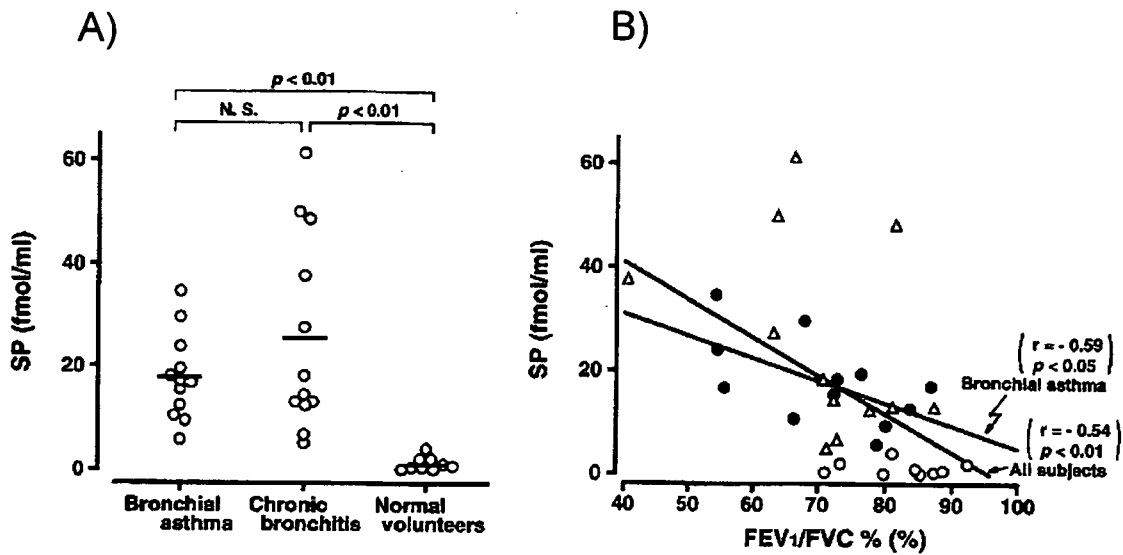 A)
p < 0.01
N. S.
p < 0.01
SP (fmol/ml)
60
40
20
0
Bronchial
asthma
Chronic
bronchitis
Normal
volunteers
B)
SP (fmol/ml)
60
40
20
0
40 50 60 70 80 90 100
FEV1/FVC % (%)
( r = - 0.59
p < 0.05 )
Bronchial asthma
( r = - 0.54
p < 0.01 )
All subjects